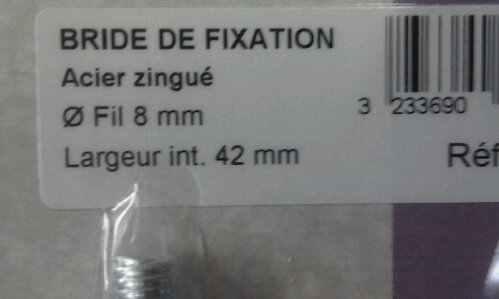 BRIDE DE FIXATION
Acier zingué
Ø Fil 8 mm
3 233690
Largeur int. 42 mm
Réf